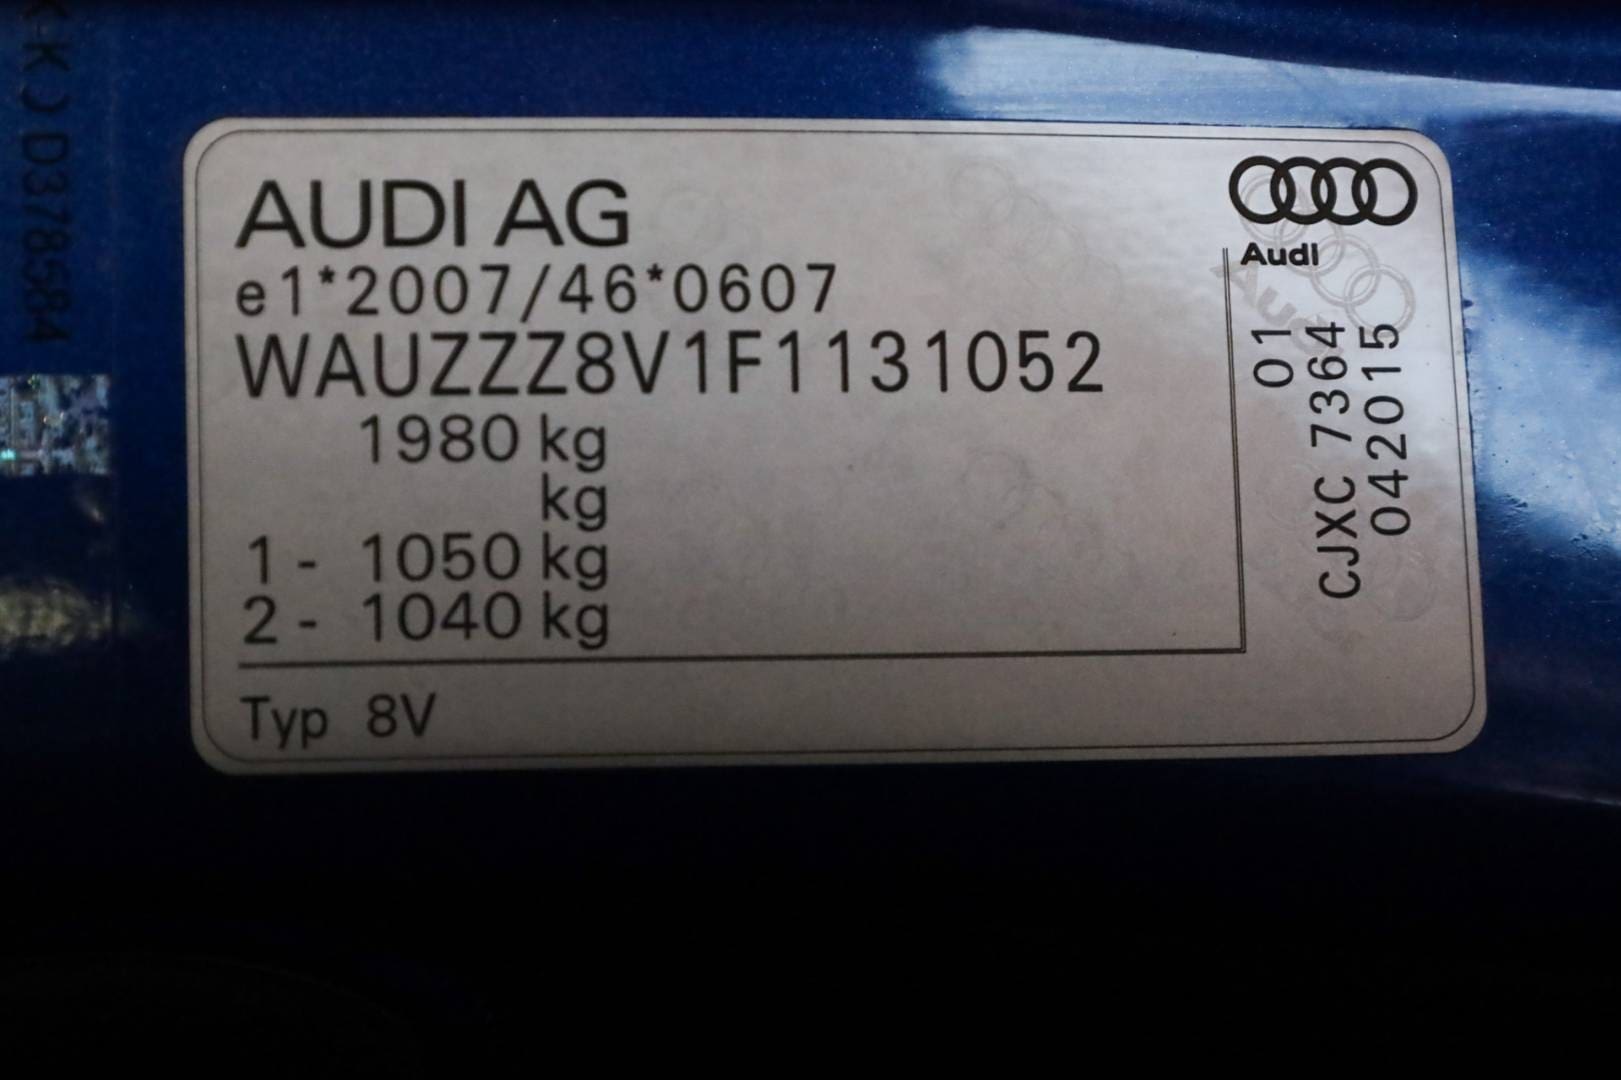 AUDI AG
e1*2007/46*0607
WAUZZZ8V1F1131052
1980 kg
kg
1 - 1050 kg
2 - 1040 kg
Typ 8V
Audi
01
CJXC 7364
042015
-K ) D378584